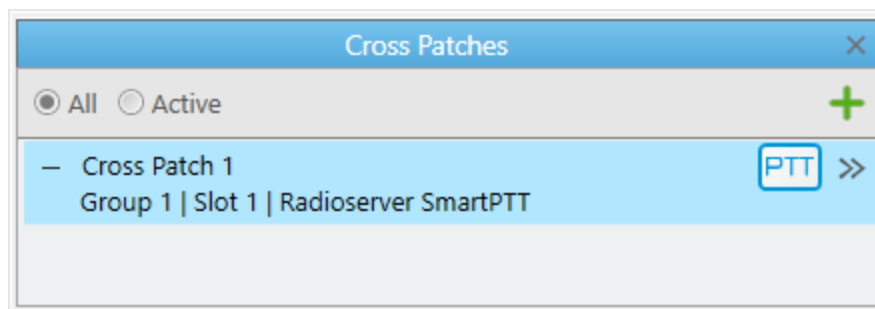 Cross Patches
All Active
Cross Patch 1 PTT
Group 1 | Slot 1 | Radioserver SmartPTT